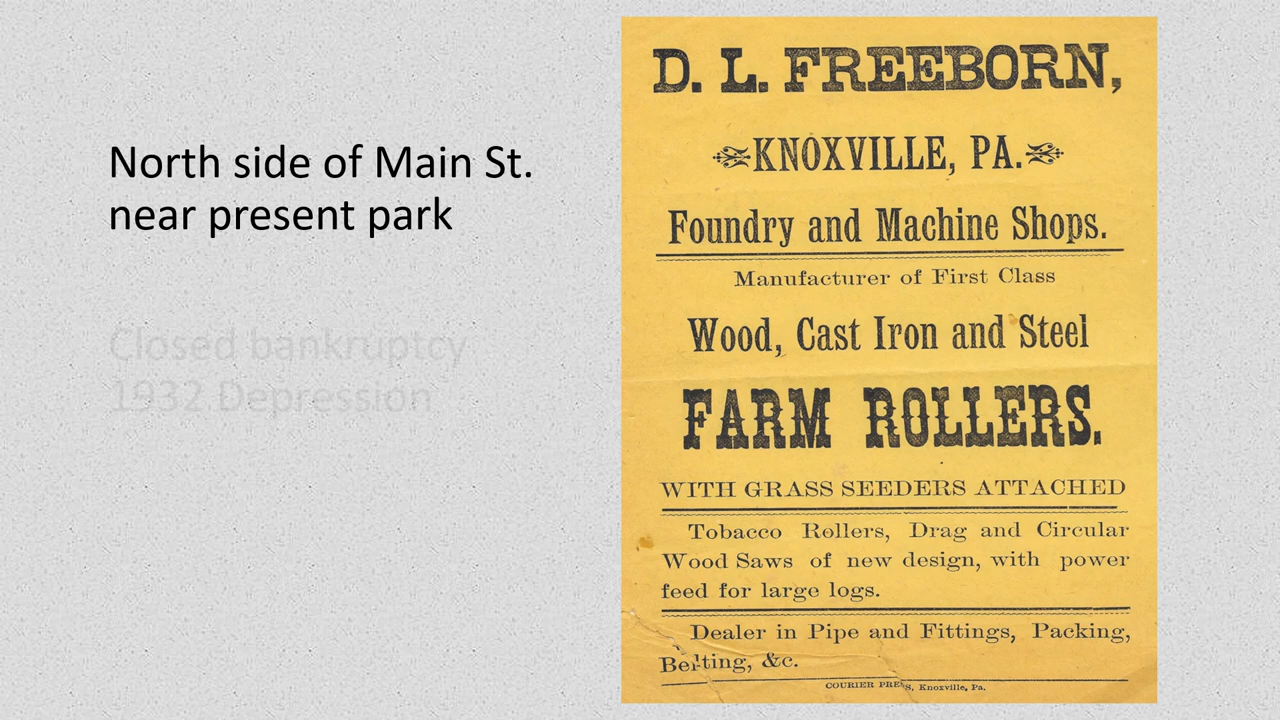 North side of Main St.
near present park
Closed bankruptcy
1932 Depression
D. L. FREEBORN,
KNOXVILLE, PA.
Foundry and Machine Shops.
Manufacturer of First Class
Wood, Cast Iron and Steel
FARM ROLLERS.
WITH GRASS SEEDERS ATTACHED
Tobacco Rollers, Drag and Circular
Wood Saws of new design, with power
feed for large logs.
Dealer in Pipe and Fittings, Packing,
Belting, &c.
COURIER PRESS, Knoxville, Pa.